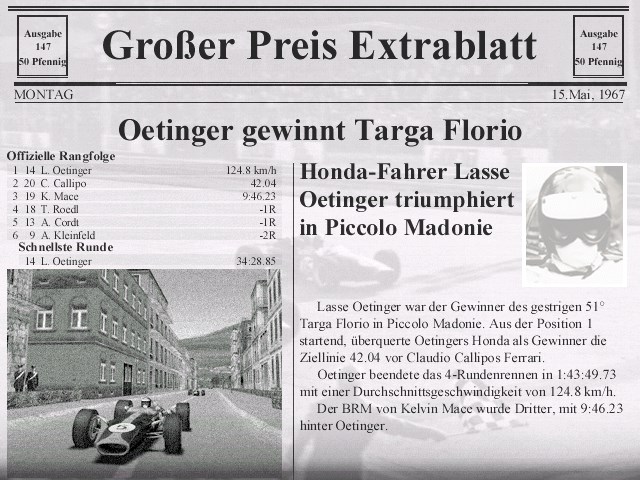 Ausgabe
147
50 Pfennig
Großer Preis Extrablatt
Ausgabe
147
50 Pfennig
MONTAG 15.Mai, 1967
Oetinger gewinnt Targa Florio
Offizielle Rangfolge
1 14 L. Oetinger 124.8 km/h
2 20 C. Callipo 42.04
3 19 K. Mace 9:46.23
4 18 T. Roedl -1R
5 13 A. Cordt -1R
6 9 A. Kleinfeld -2R
Schnellste Runde
14 L. Oetinger 34:28.85
5
Honda-Fahrer Lasse
Oetinger triumphiert
in Piccolo Madonie
Lasse Oetinger war der Gewinner des gestrigen 51°
Targa Florio in Piccolo Madonie. Aus der Position 1
startend, überquerte Oetingers Honda als Gewinner die
Ziellinie 42.04 vor Claudio Callipos Ferrari.
Oetinger beendete das 4-Rundenrennen in 1:43:49.73
mit einer Durchschnittsgeschwindigkeit von 124.8 km/h.
Der BRM von Kelvin Mace wurde Dritter, mit 9:46.23
hinter Oetinger.